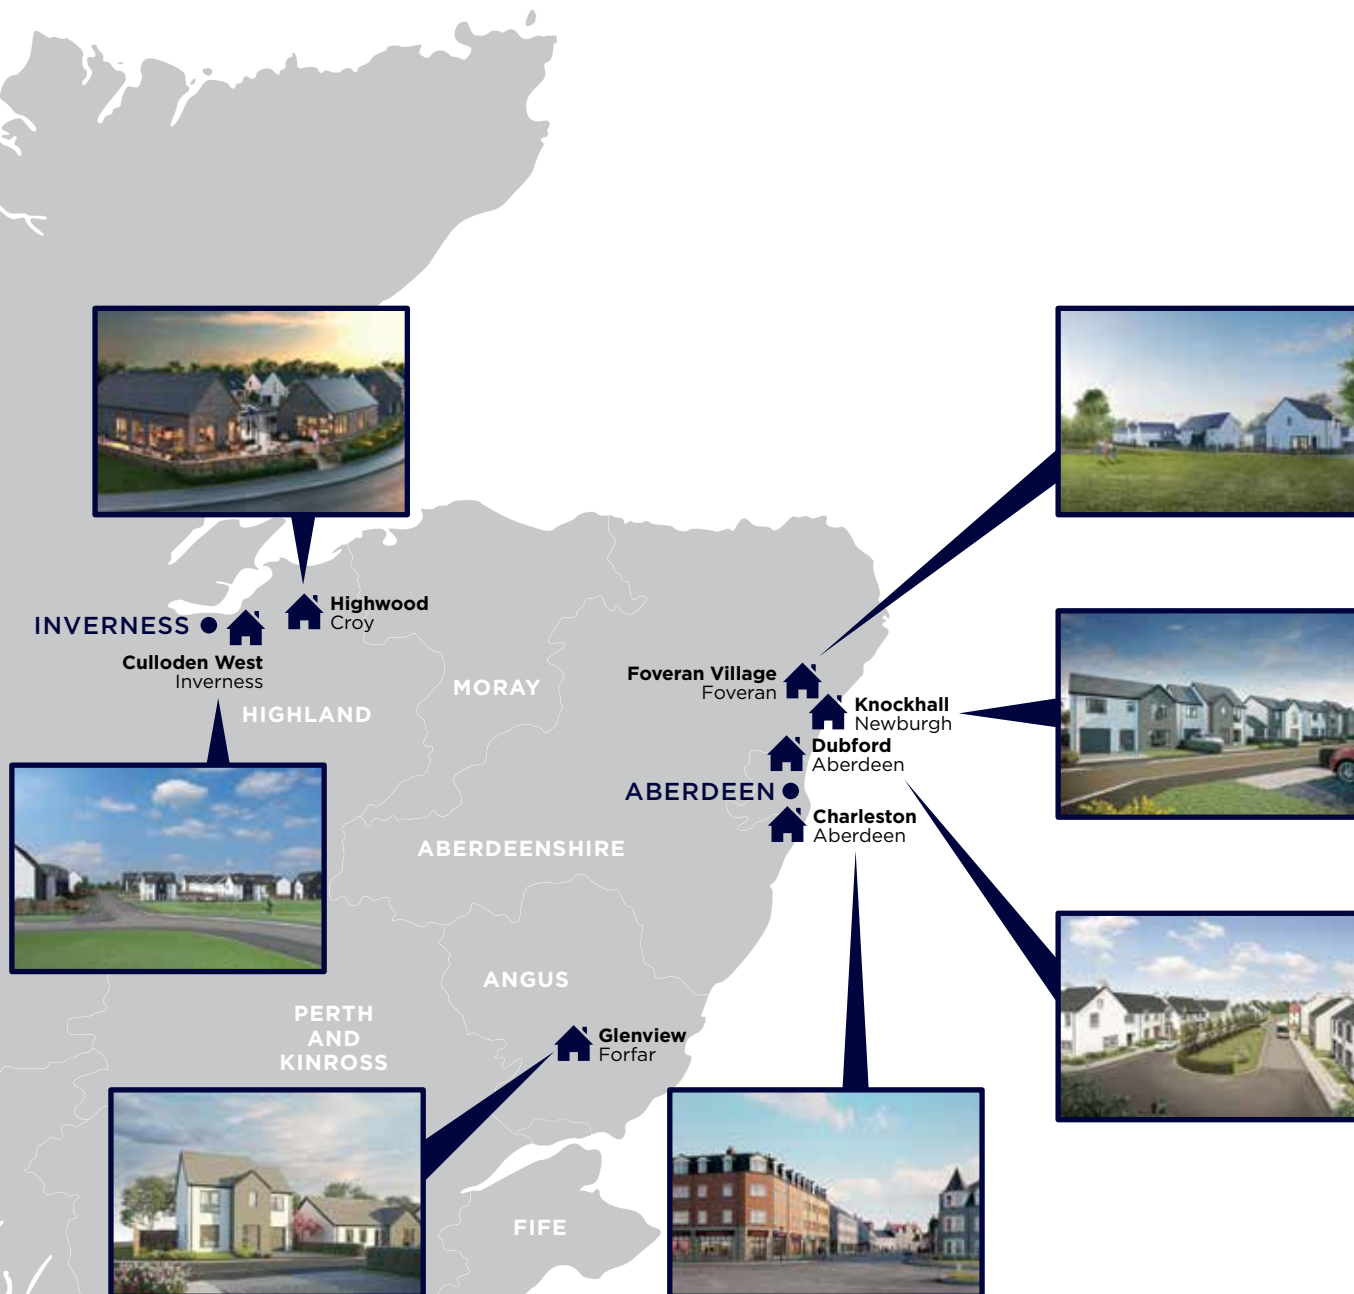 Highwood
Croy
INVERNESS
Culloden West
Inverness
HIGHLAND
MORAY
Foveran Village
Foveran
Knockhall
Newburgh
Dubford
Aberdeen
ABERDEEN
Charleston
Aberdeen
ABERDEENSHIRE
ANGUS
PERTH
AND
KINROSS
Glenview
Forfar
FIFE